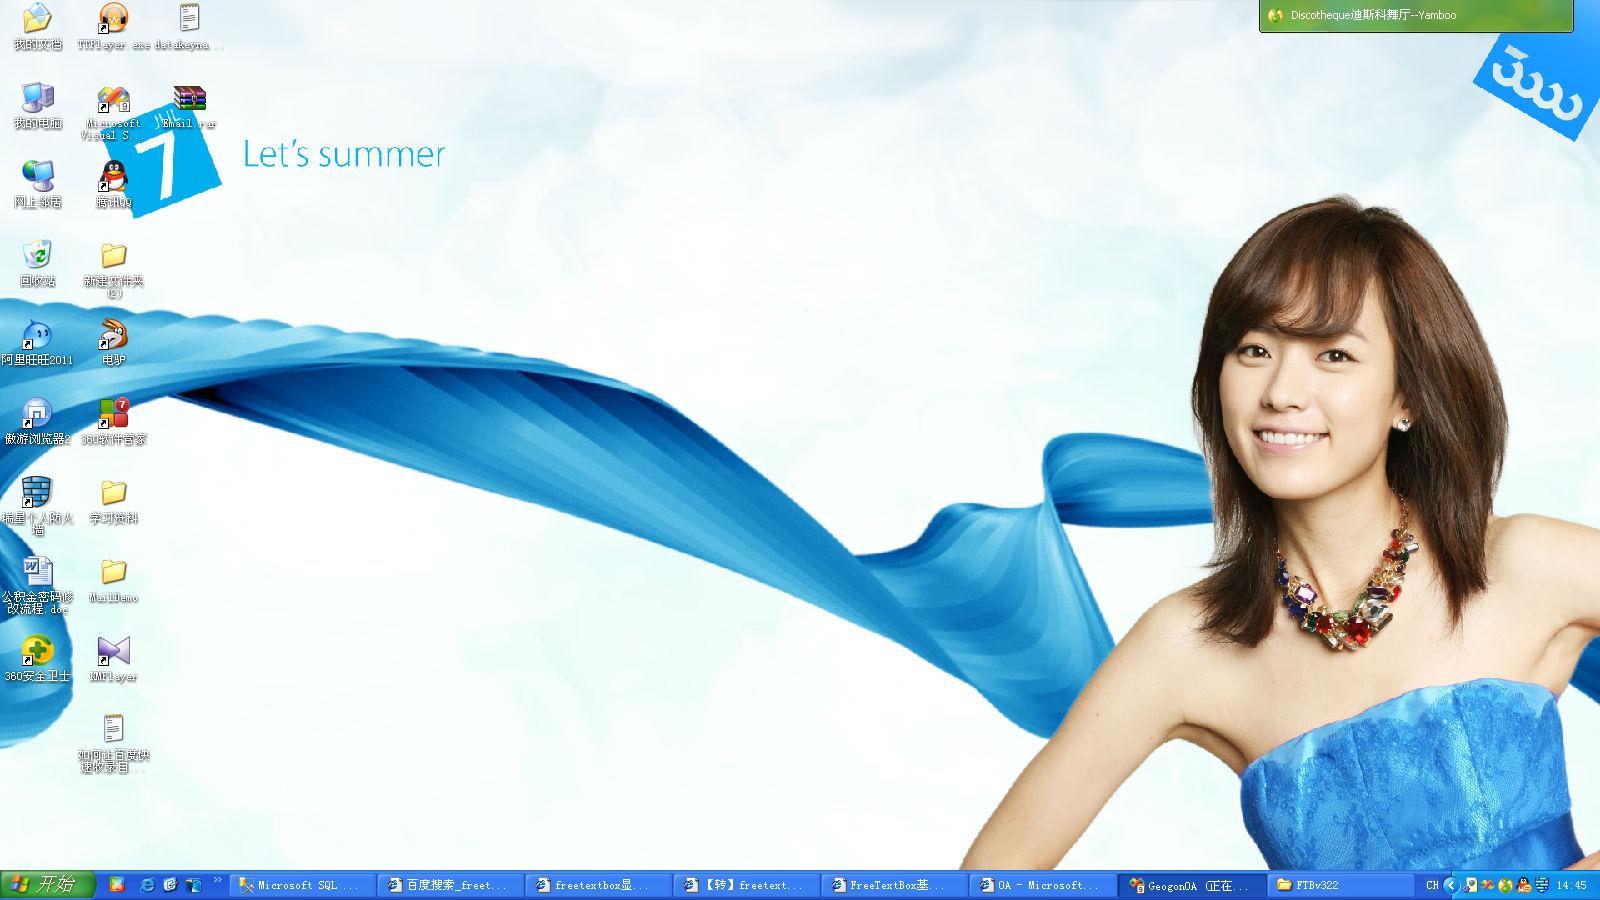 我的文档
TTPlayer.exe
datakeyna...
Discotheque迪斯科舞厅--Yamboo
我的电脑
Microsoft
Visual S...
Email.rar
JUL
7
Let's summer
网上邻居
腾讯QQ
回收站
新建文件夹
(2)
阿里旺旺2011
电驴
傲游浏览器2
360软件管家
瑞星个人防火
墙
学习资料
公积金密码修
改流程.doc
MailDemo
360安全卫士
KMPlayer
如何让百度快
速收录自...
开始
Microsoft SQL ...
百度搜索_freet...
freetextbox显...
【转】freetext...
FreeTextBox基...
OA - Microsoft...
GeogonOA (正在...
FTBv322
CH
14:45